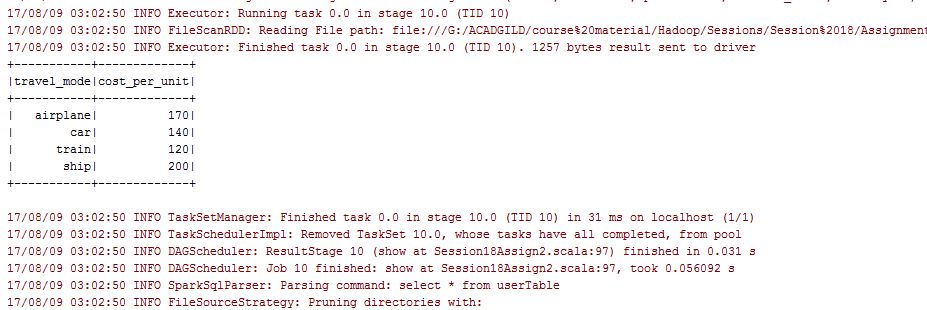 17/08/09 03:02:50 INFO Executor: Running task 0.0 in stage 10.0 (TID 10)
17/08/09 03:02:50 INFO FileScanRDD: Reading File path: file:///G:/ACADGILD/course%20material/Hadoop/Sessions/Session%2018/Assignment
17/08/09 03:02:50 INFO Executor: Finished task 0.0 in stage 10.0 (TID 10). 1257 bytes result sent to driver
+-----------+-------------+
|travel_mode|cost_per_unit|
+-----------+-------------+
|   airplane|          170|
|        car|          140|
|      train|          120|
|       ship|          200|
+-----------+-------------+
17/08/09 03:02:50 INFO TaskSetManager: Finished task 0.0 in stage 10.0 (TID 10) in 31 ms on localhost (1/1)
17/08/09 03:02:50 INFO TaskSchedulerImpl: Removed TaskSet 10.0, whose tasks have all completed, from pool
17/08/09 03:02:50 INFO DAGScheduler: ResultStage 10 (show at Session18Assign2.scala:97) finished in 0.031 s
17/08/09 03:02:50 INFO DAGScheduler: Job 10 finished: show at Session18Assign2.scala:97, took 0.056092 s
17/08/09 03:02:50 INFO SparkSqlParser: Parsing command: select * from userTable
17/08/09 03:02:50 INFO FileSourceStrategy: Pruning directories with: